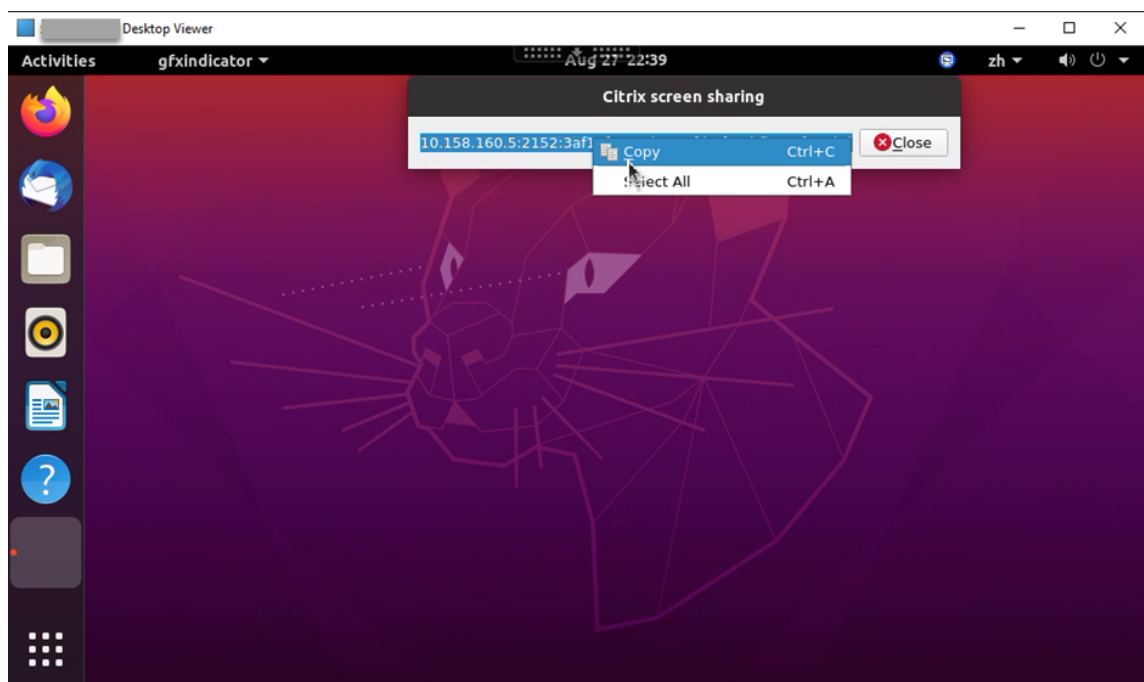 Desktop Viewer
Activities gfxindicator Aug 27 22:39 zh
Citrix screen sharing
10.158.160.5:2152:3af1 Close
Copy Ctrl+C
Select All Ctrl+A
?